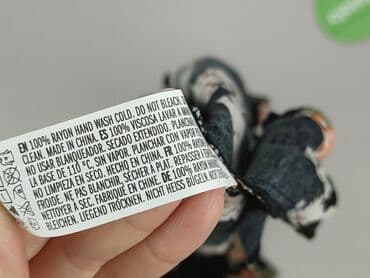 EN 100% RAYON HAND WASH COLD. DO NOT BLEACH.
CLEAN. MADE IN CHINA. ES 100% VISCOSA LAVAR A
NO USAR BLANQUEADOR. SECADO EXTENDIDO. PLANCHAR
LA BASE DE 110 °C, SIN VAPOR. PLANCHAR CON VAPOR
NO LIMPIEZA EN SECO. HECHO EN CHINA. FR 100%
FROIDE. NE PAS BLANCHIR. SÉCHER À PLAT. REPASSER
NETTOYER À SEC. FABRIQUÉ EN CHINE DE 100%
BLEICHEN. LIEGEND TROCKNEN. NICHT HEISS BÜGELN